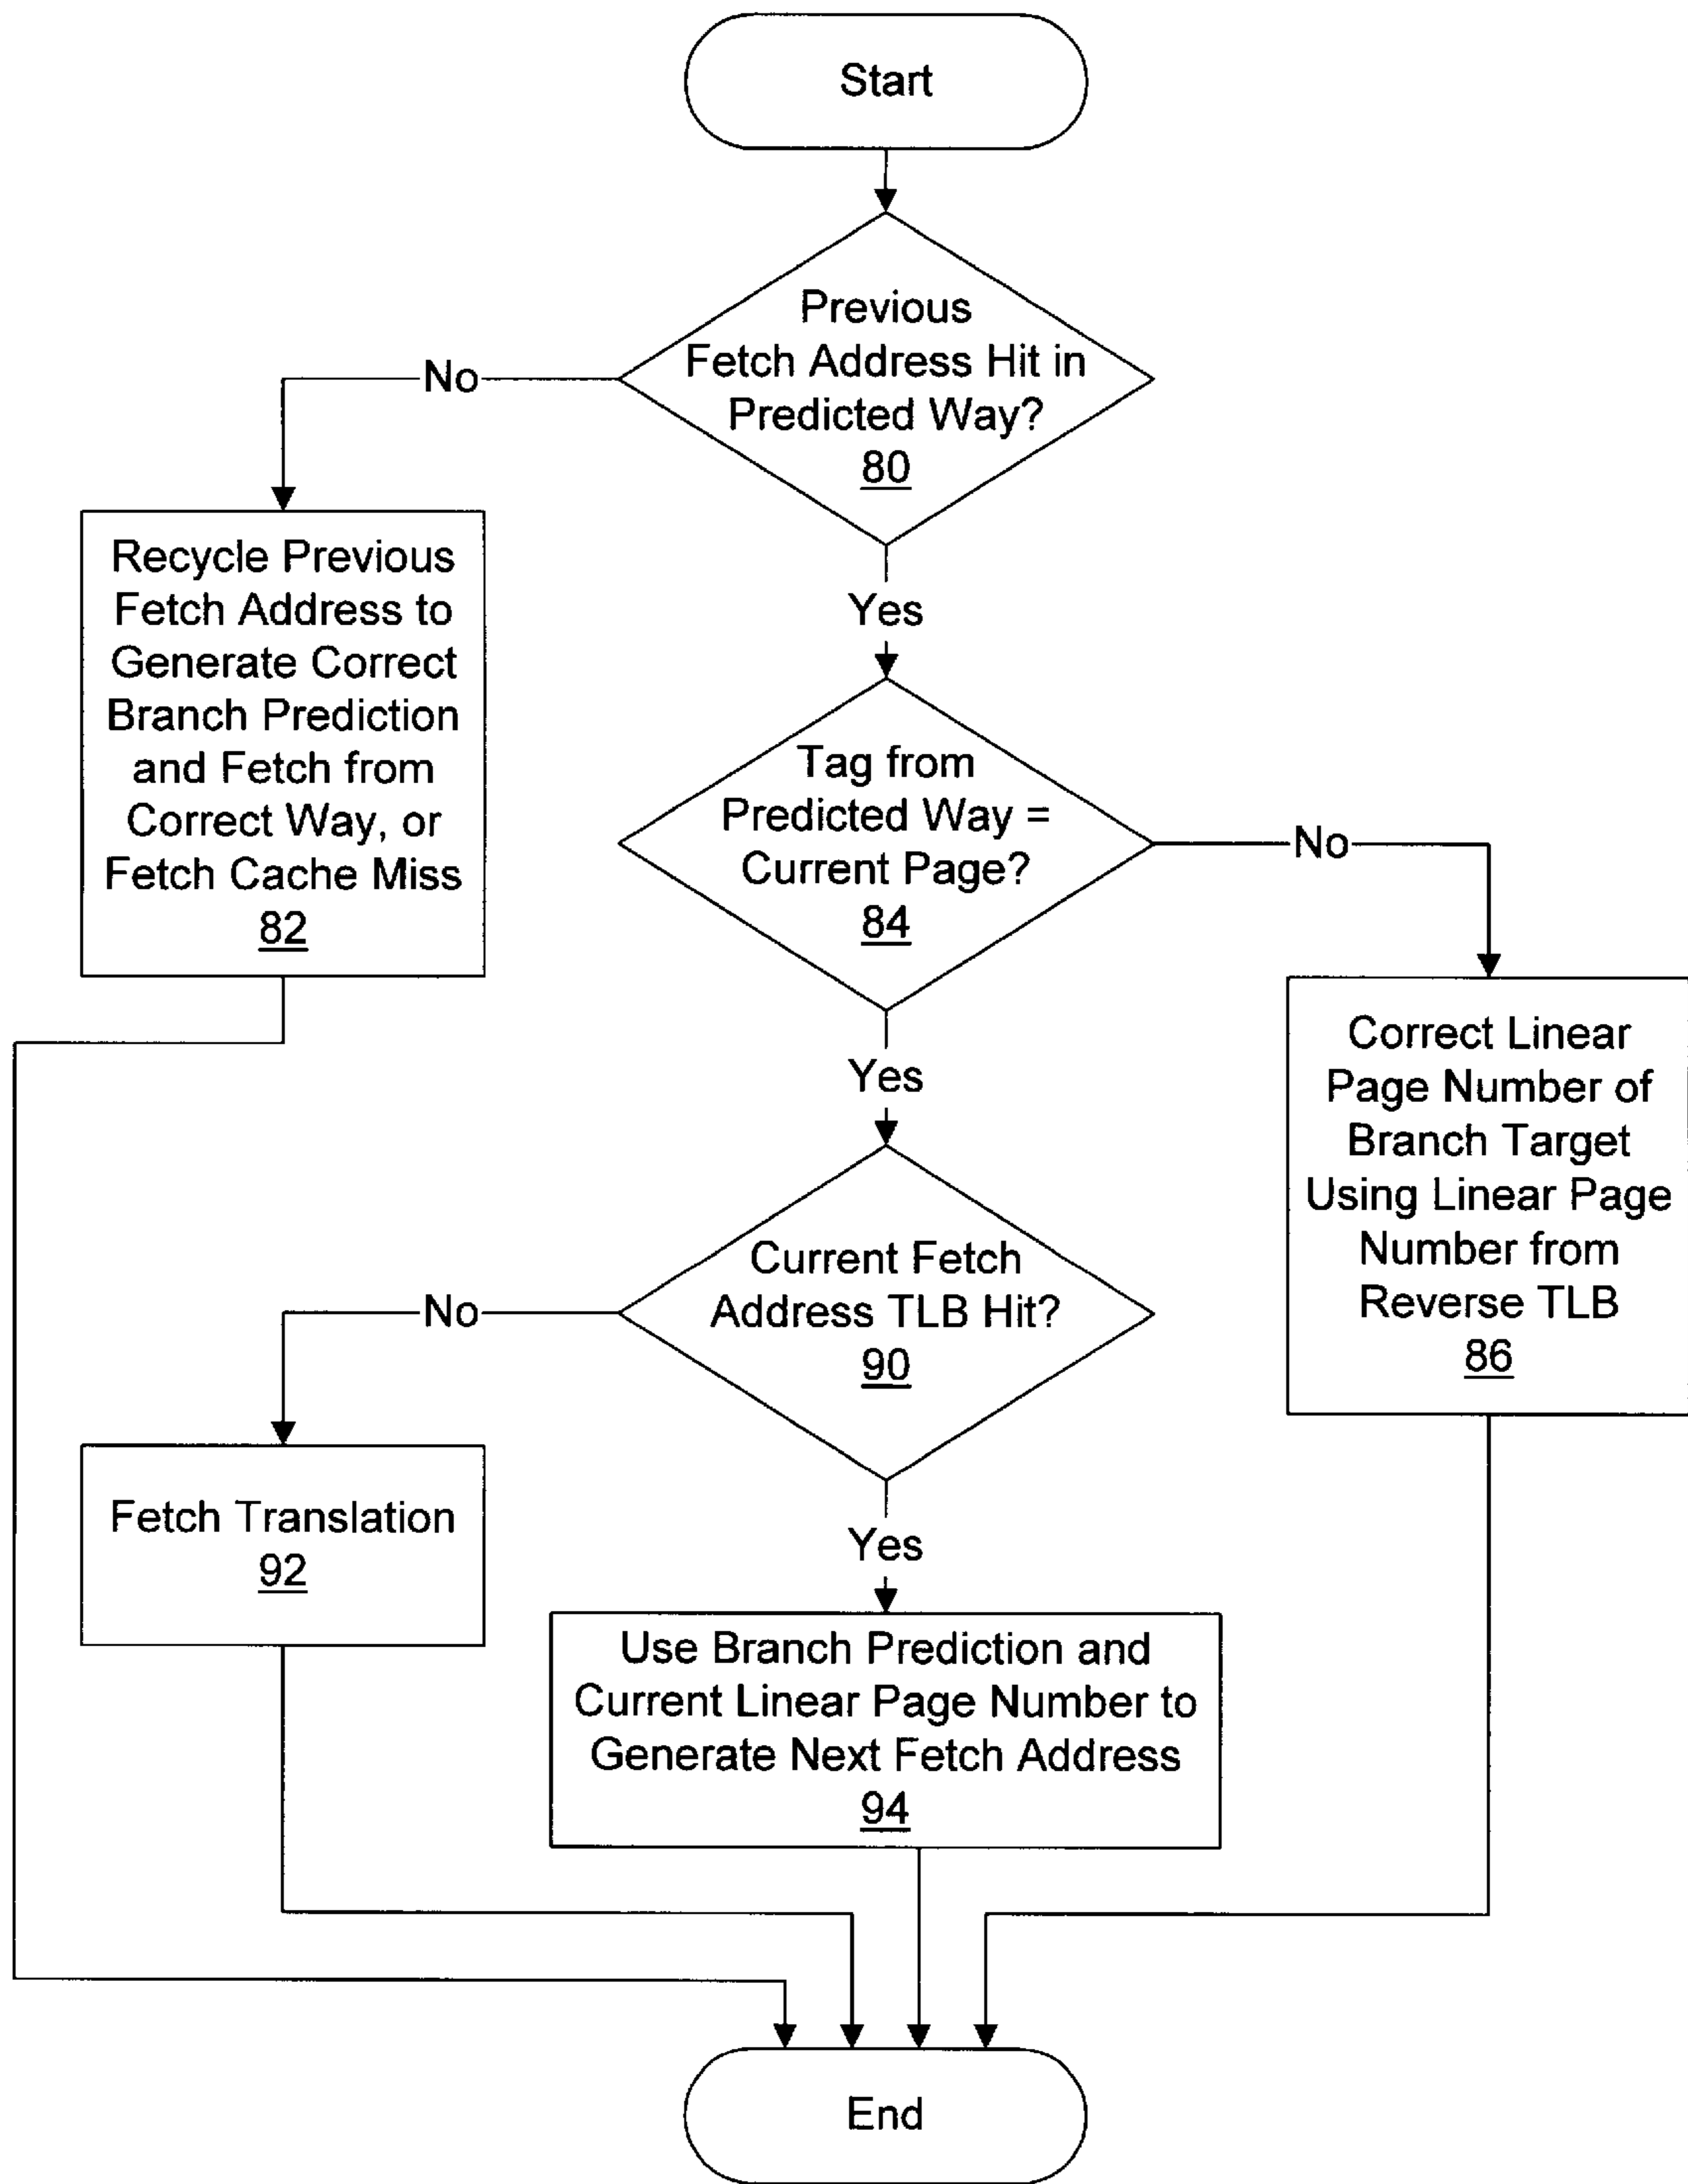 Start
Previous
Fetch Address Hit in
Predicted Way?
80
No
Yes
Recycle Previous
Fetch Address to
Generate Correct
Branch Prediction
and Fetch from
Correct Way, or
Fetch Cache Miss
82
Tag from
Predicted Way =
Current Page?
84
No
Yes
Correct Linear
Page Number of
Branch Target
Using Linear Page
Number from
Reverse TLB
86
Current Fetch
Address TLB Hit?
90
No
Yes
Fetch Translation
92
Use Branch Prediction and
Current Linear Page Number to
Generate Next Fetch Address
94
End